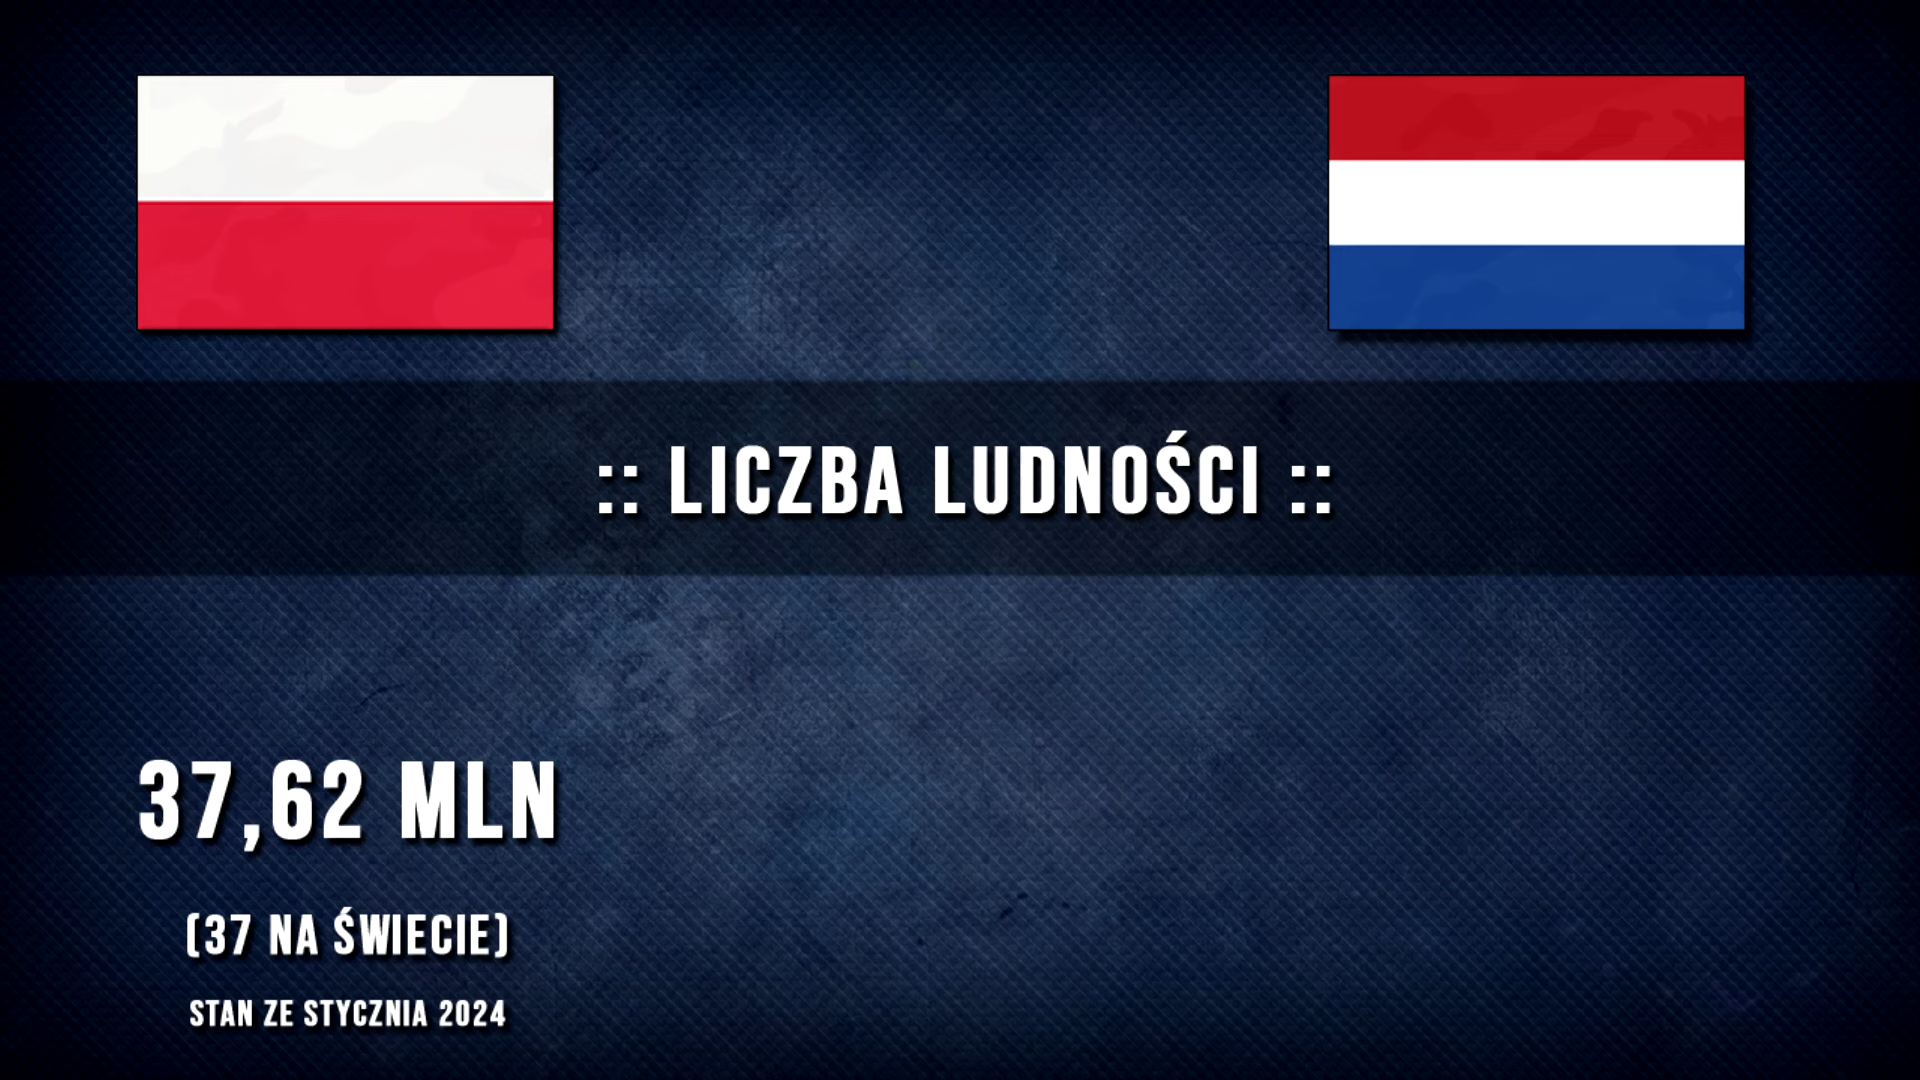 :: LICZBA LUDNOŚCI ::
37,62 MLN
(37 NA ŚWIECIE)
STAN ZE STYCZNIA 2024